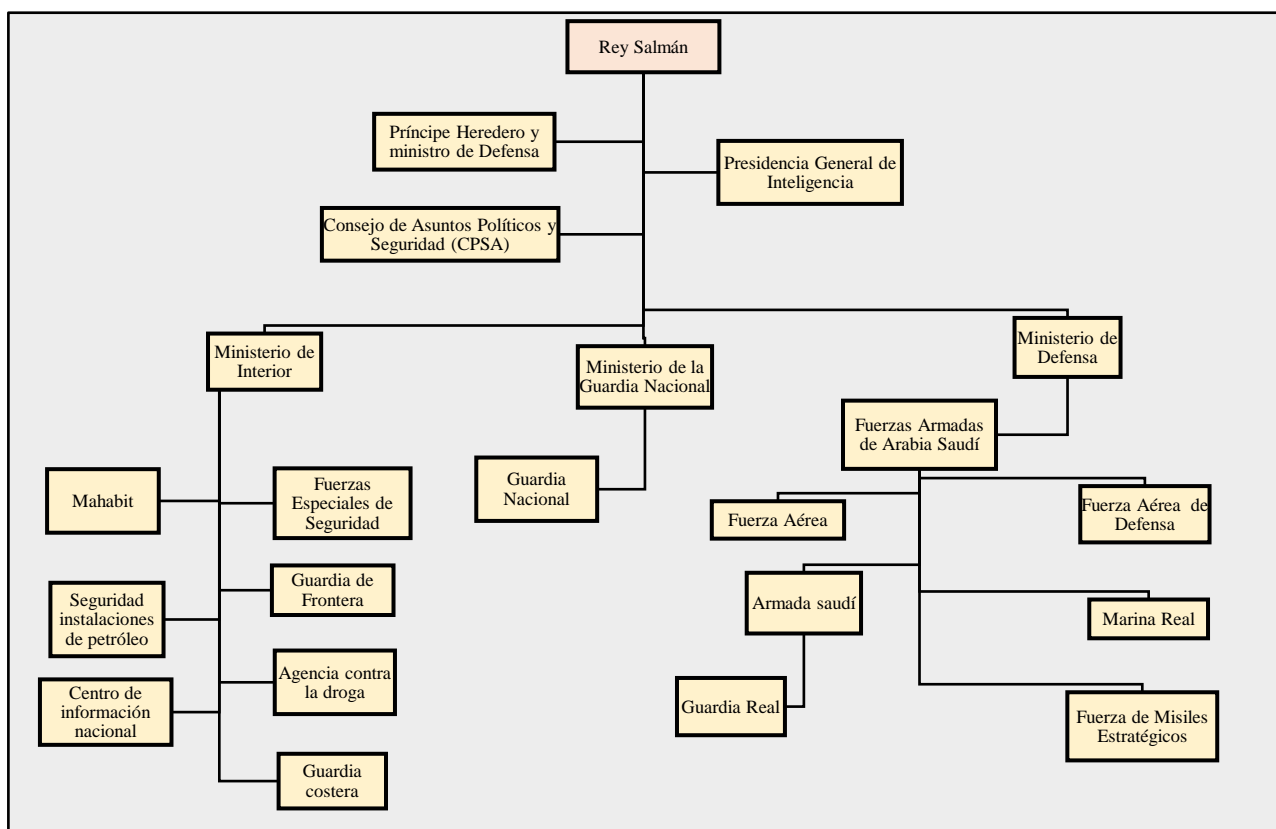 Rey Salmán
Príncipe Heredero y
ministro de Defensa
Presidencia General de
Inteligencia
Consejo de Asuntos Políticos y
Seguridad (CPSA)
Ministerio de
Interior
Ministerio de la
Guardia Nacional
Ministerio de
Defensa
Fuerzas Armadas
de Arabia Saudí
Mahabit
Fuerzas
Especiales de
Seguridad
Guardia
Nacional
Fuerza Aérea
Fuerza Aérea de
Defensa
Seguridad
instalaciones
de petróleo
Guardia de
Frontera
Armada saudí
Marina Real
Centro de
información
nacional
Agencia contra
la droga
Guardia Real
Fuerza de Misiles
Estratégicos
Guardia
costera